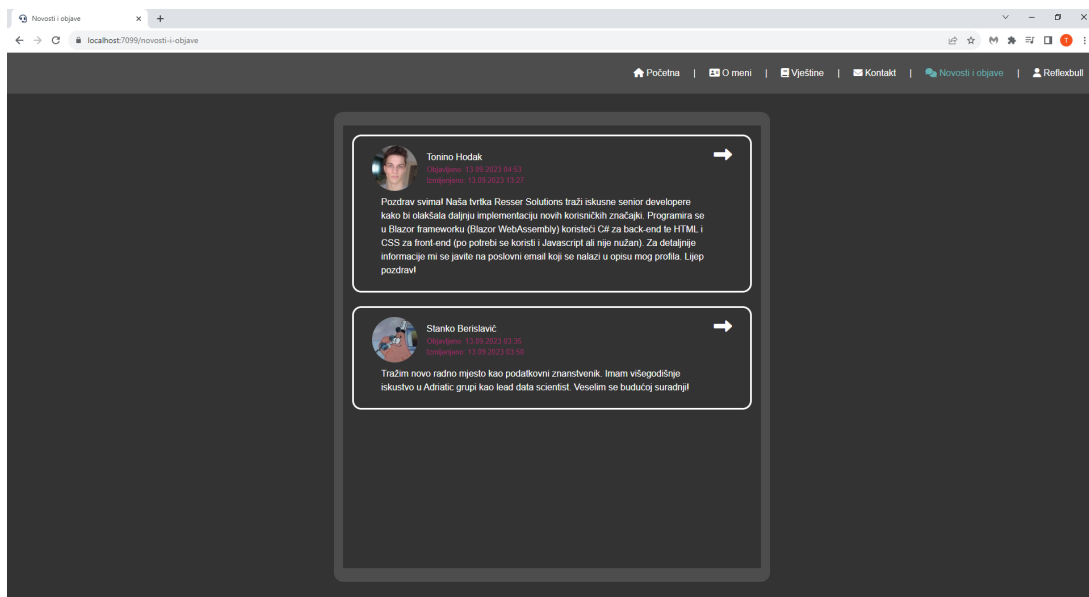 Novosti i objave
localhost:7099/novosti-i-objave
T
Početna | O meni | Vještine | Kontakt | Novosti i objave | Reflexbull
Tonino Hodak
Objavljeno: 13.09.2023 04:53
Izmijenjeno: 13.09.2023 13:27
Pozdrav svima! Naša tvrtka Resser Solutions traži iskusne senior developere
kako bi olakšala daljnju implementaciju novih korisničkih značajki. Programira se
u Blazor frameworku (Blazor WebAssembly) koristeći C# za back-end te HTML i
CSS za front-end (po potrebi se koristi i Javascript ali nije nužan). Za detaljnije
informacije mi se javite na poslovni email koji se nalazi u opisu mog profila. Lijep
pozdrav!
Stanko Berislavić
Objavljeno: 13.09.2023 03:35
Izmijenjeno: 13.09.2023 03:50
Tražim novo radno mjesto kao podatkovni znanstvenik. Imam višegodišnje
iskustvo u Adriatic grupi kao lead data scientist. Veselim se budućoj suradnji!